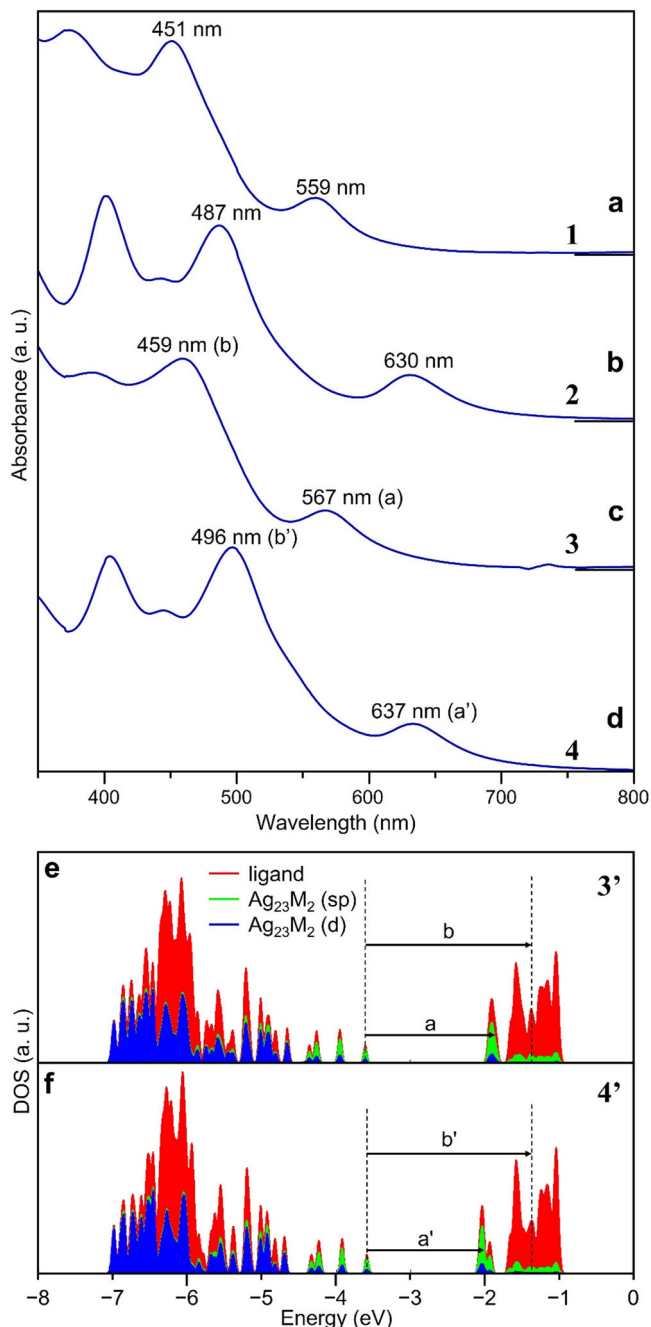 451 nm
559 nm
a
1
487 nm
630 nm
b
2
459 nm (b)
567 nm (a)
c
3
496 nm (b’)
637 nm (a’)
d
4
Absorbance (a. u.)
400 500 600 700 800
Wavelength (nm)
e
ligand
Ag₂₃M₂ (sp)
Ag₂₃M₂ (d)
3’
b
a
f
4’
b'
a'
DOS (a. u.)
−8 −7 −6 −5 −4 −3 −2 −1 0
Energy (eV)